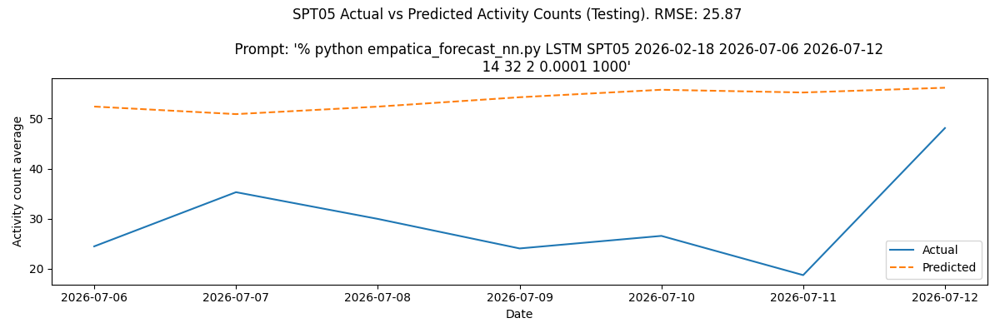 SPT05 Actual vs Predicted Activity Counts (Testing). RMSE: 25.87
Prompt: '% python empatica_forecast_nn.py LSTM SPT05 2026-02-18 2026-07-06 2026-07-12
14 32 2 0.0001 1000'
Activity count average
50
40
30
20
Actual
Predicted
2026-07-06 2026-07-07 2026-07-08 2026-07-09 2026-07-10 2026-07-11 2026-07-12
Date